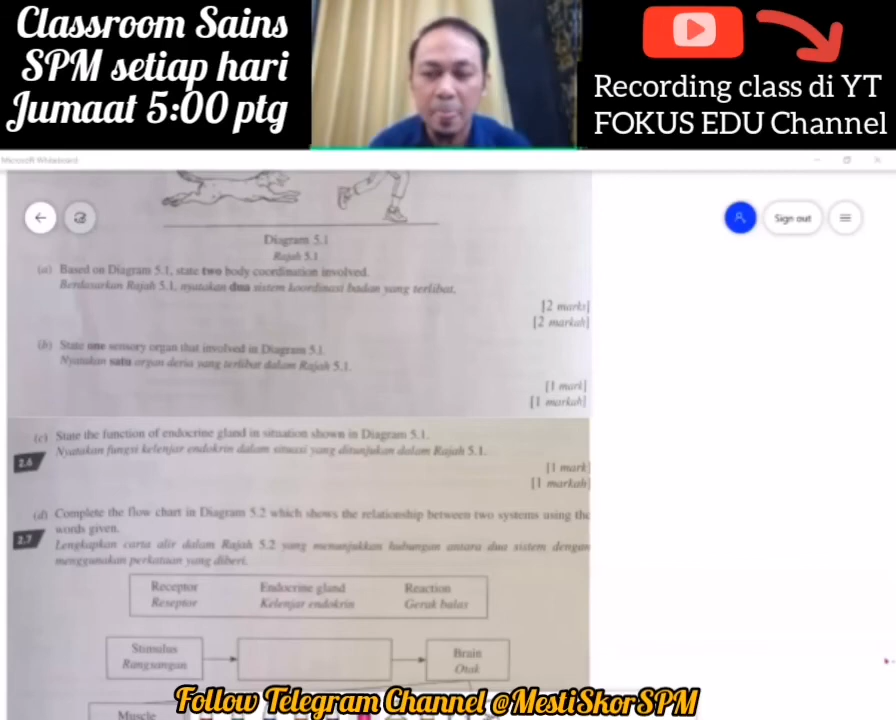 Classroom Sains
SPM setiap hari
Jumaat 5:00 ptg
Recording class di YT
FOKUS EDU Channel
Microsoft Whiteboard
Sign out
Diagram 5.1
Rajah 5.1
(a) Based on Diagram 5.1, state two body coordination involved.
Berdasarkan Rajah 5.1, nyatakan dua sistem koordinasi badan yang terlibat.
[2 marks]
[2 markah]
(b) State one sensory organ that involved in Diagram 5.1.
Nyatakan satu organ deria yang terlibat dalam Rajah 5.1.
[1 mark]
[1 markah]
(c) State the function of endocrine gland in situation shown in Diagram 5.1.
2.6
Nyatakan fungsi kelenjar endokrin dalam situasi yang ditunjukan dalam Rajah 5.1.
[1 mark]
[1 markah]
(d) Complete the flow chart in Diagram 5.2 which shows the relationship between two systems using the
words given.
2.7
Lengkapkan carta alir dalam Rajah 5.2 yang menunjukkan hubungan antara dua sistem dengan
menggunakan perkataan yang diberi.
Receptor Endocrine gland Reaction
Reseptor Kelenjar endokrin Gerak balas
Stimulus
Rangsangan
Brain
Otak
Muscle
Follow Telegram Channel @MestiSkorSPM